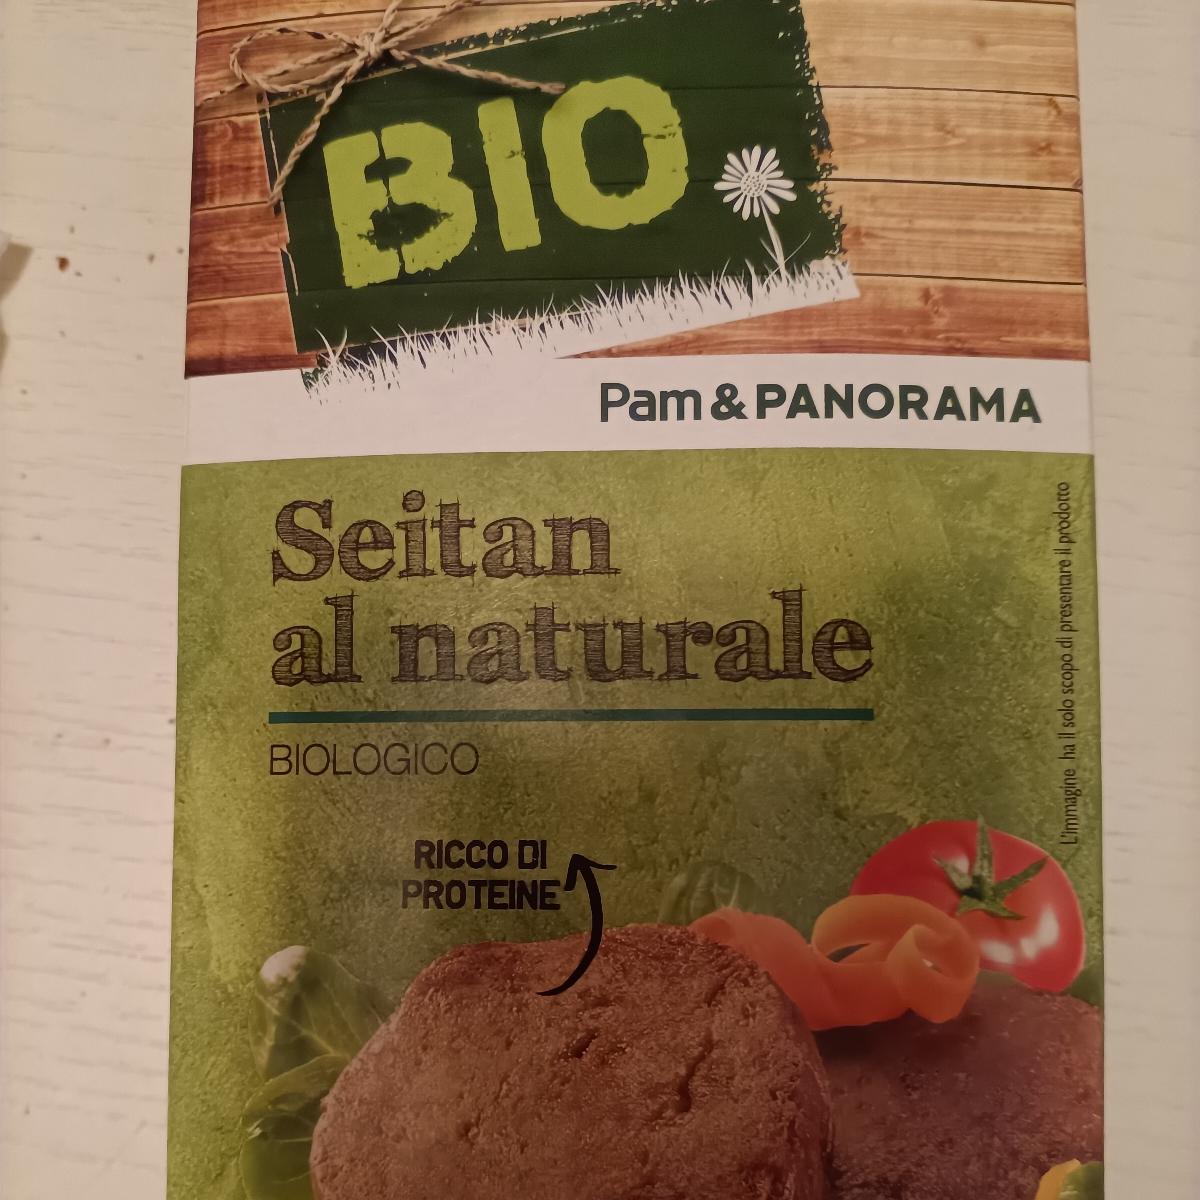 BIO
Pam & PANORAMA
Seitan
al naturale
BIOLOGICO
RICCO DI
PROTEINE
L'immagine ha il solo scopo di presentare il prodotto